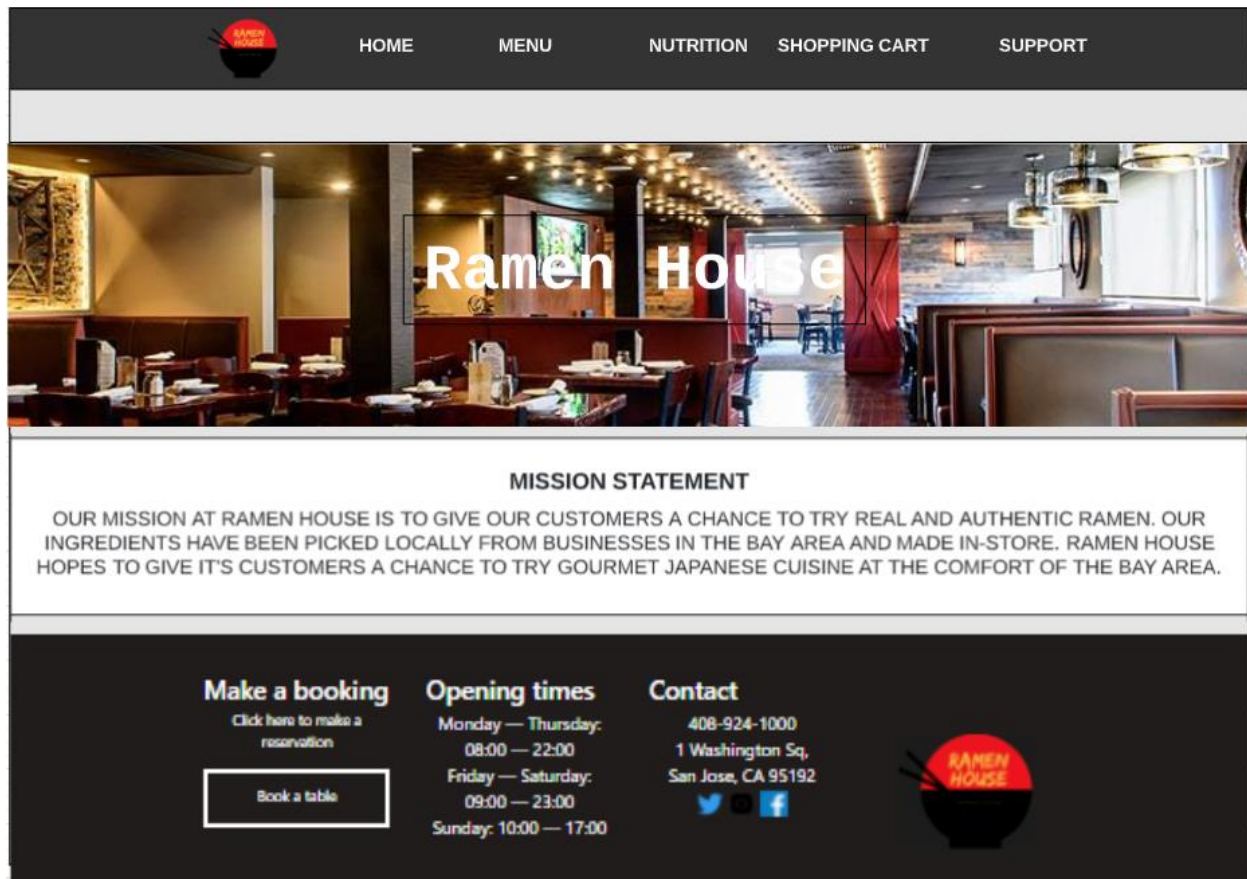 RAMEN
HOUSE
HOME MENU NUTRITION SHOPPING CART SUPPORT
Ramen House
MISSION STATEMENT
OUR MISSION AT RAMEN HOUSE IS TO GIVE OUR CUSTOMERS A CHANCE TO TRY REAL AND AUTHENTIC RAMEN. OUR
INGREDIENTS HAVE BEEN PICKED LOCALLY FROM BUSINESSES IN THE BAY AREA AND MADE IN-STORE. RAMEN HOUSE
HOPES TO GIVE IT'S CUSTOMERS A CHANCE TO TRY GOURMET JAPANESE CUISINE AT THE COMFORT OF THE BAY AREA.
Make a booking
Click here to make a
reservation
Book a table
Opening times
Monday — Thursday:
08:00 — 22:00
Friday — Saturday:
09:00 — 23:00
Sunday: 10:00 — 17:00
Contact
408-924-1000
1 Washington Sq,
San Jose, CA 95192
RAMEN
HOUSE